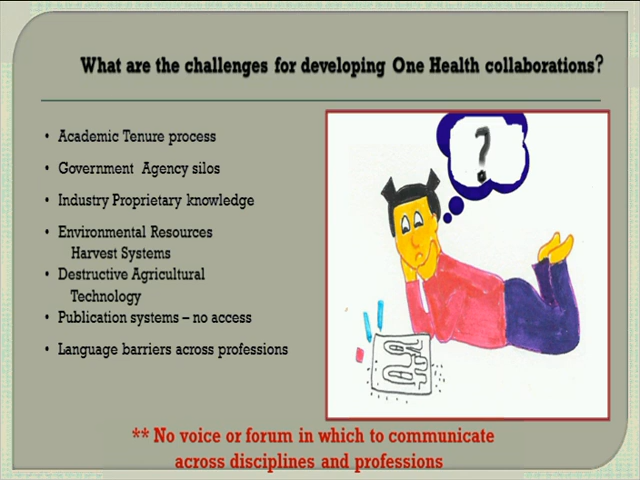 What are the challenges for developing One Health collaborations?
• Academic Tenure process
• Government Agency silos
• Industry Proprietary knowledge
• Environmental Resources
Harvest Systems
• Destructive Agricultural
Technology
• Publication systems – no access
• Language barriers across professions
?
** No voice or forum in which to communicate
across disciplines and professions